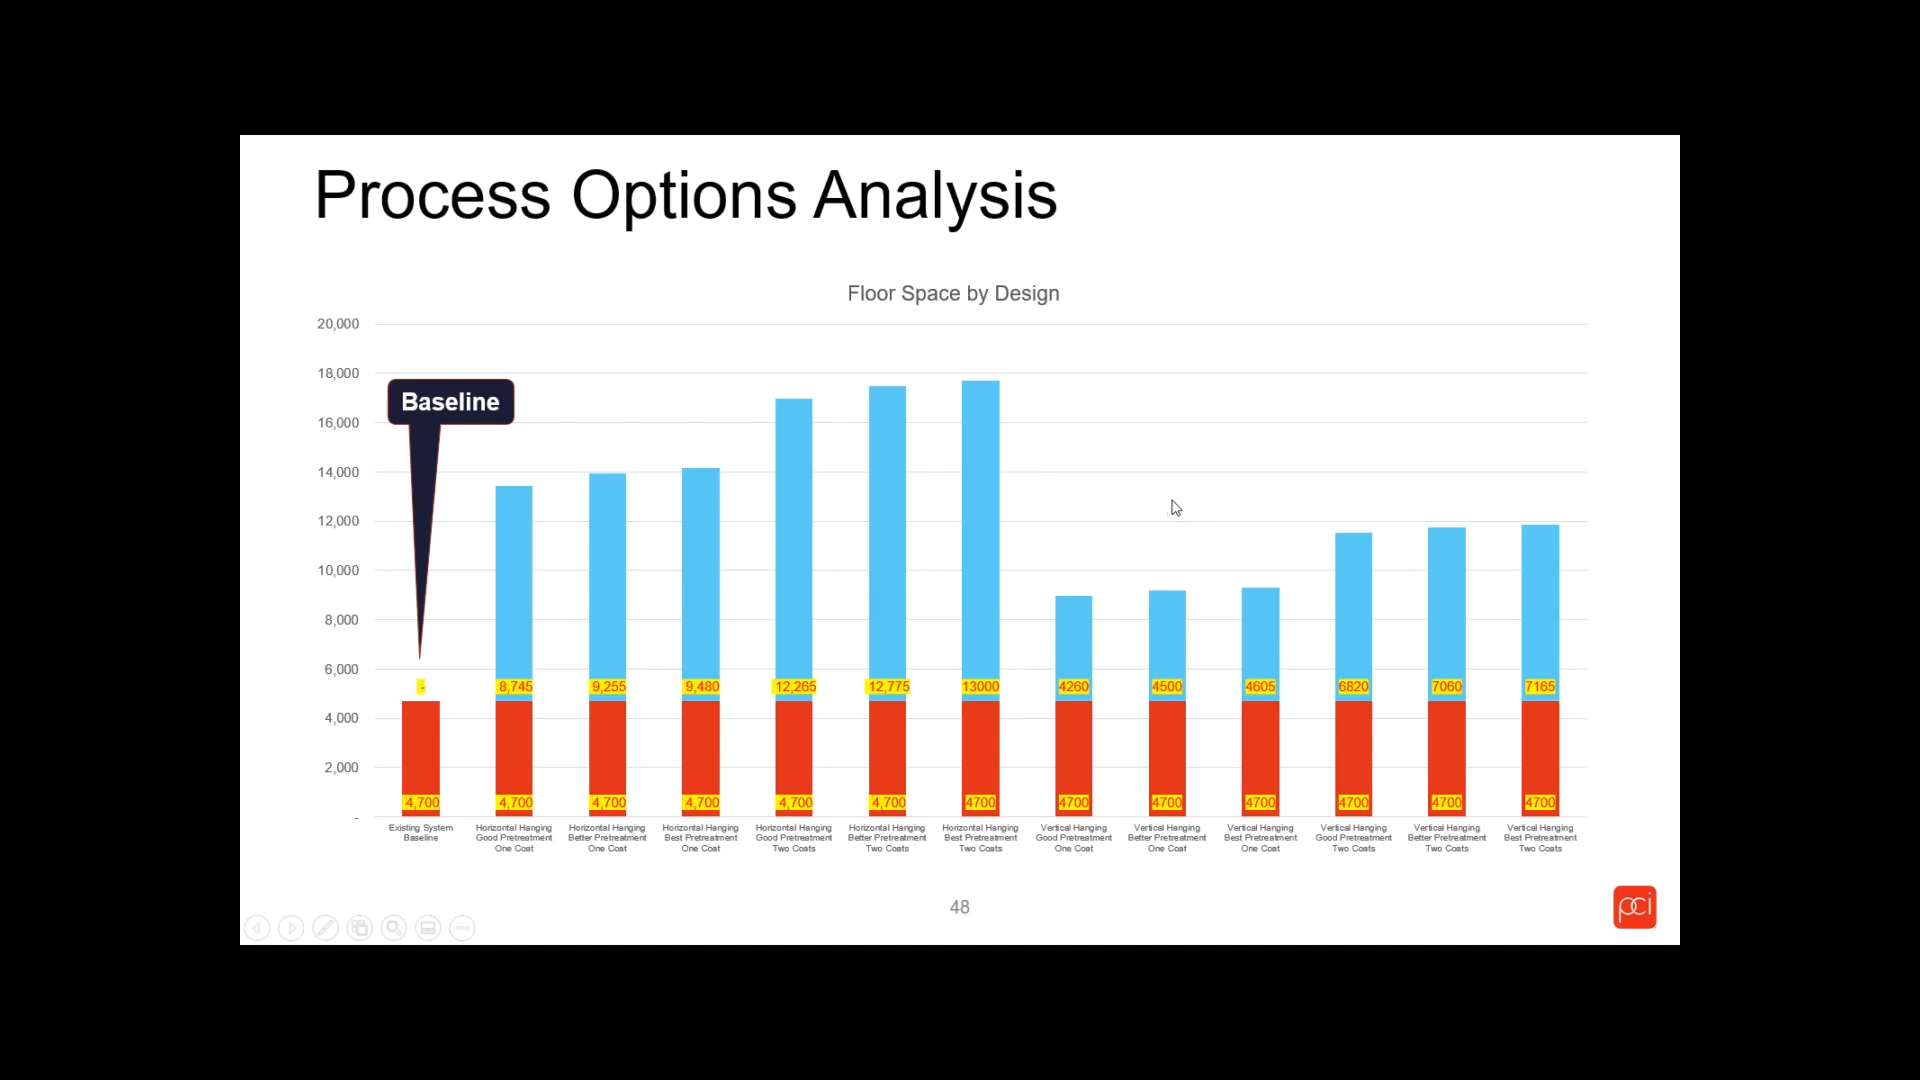 Process Options Analysis
Floor Space by Design
20,000
18,000
Baseline
16,000
14,000
12,000
10,000
8,000
6,000
- 8,745 9,255 9,480 12,265 12,775 13000 4260 4500 4605 6820 7060 7165
4,000
2,000
4,700 4,700 4,700 4,700 4,700 4,700 4700 4700 4700 4700 4700 4700 4700
-
Existing System
Baseline
Horizontal Hanging
Good Pretreatment
One Coat
Horizontal Hanging
Better Pretreatment
One Coat
Horizontal Hanging
Best Pretreatment
One Coat
Horizontal Hanging
Good Pretreatment
Two Coats
Horizontal Hanging
Better Pretreatment
Two Coats
Horizontal Hanging
Best Pretreatment
Two Coats
Vertical Hanging
Good Pretreatment
One Coat
Vertical Hanging
Better Pretreatment
One Coat
Vertical Hanging
Best Pretreatment
One Coat
Vertical Hanging
Good Pretreatment
Two Coats
Vertical Hanging
Better Pretreatment
Two Coats
Vertical Hanging
Best Pretreatment
Two Coats
48
pci